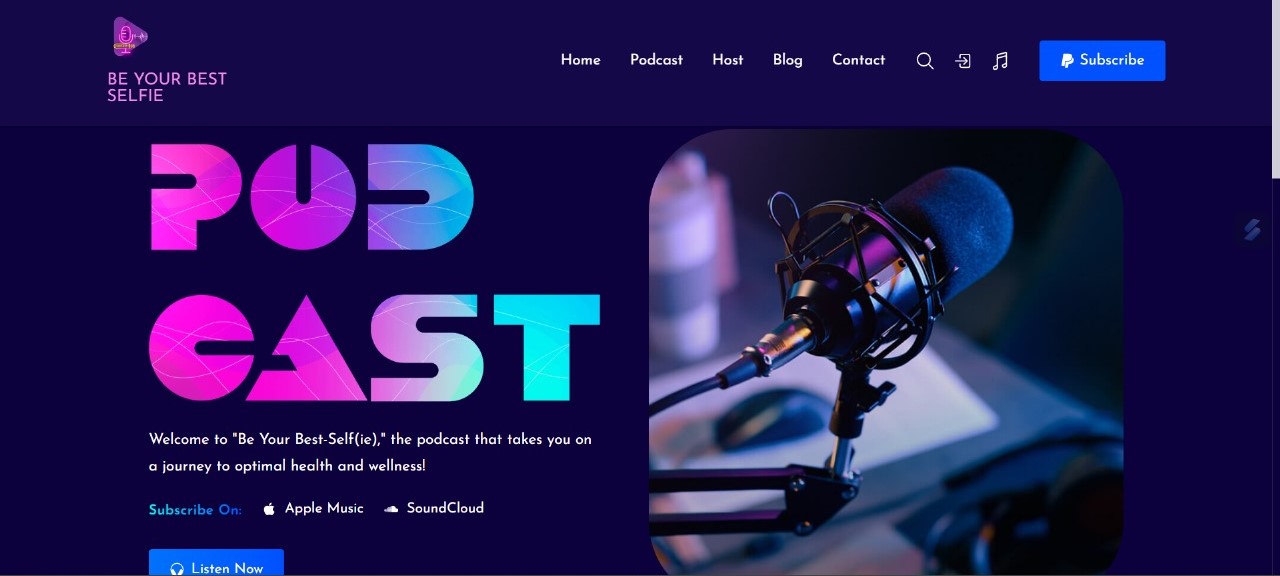 BE YOUR BEST
SELFIE
Home Podcast Host Blog Contact Subscribe
POD
CAST
Welcome to "Be Your Best-Self(ie)," the podcast that takes you on
a journey to optimal health and wellness!
Subscribe On: Apple Music SoundCloud
Listen Now